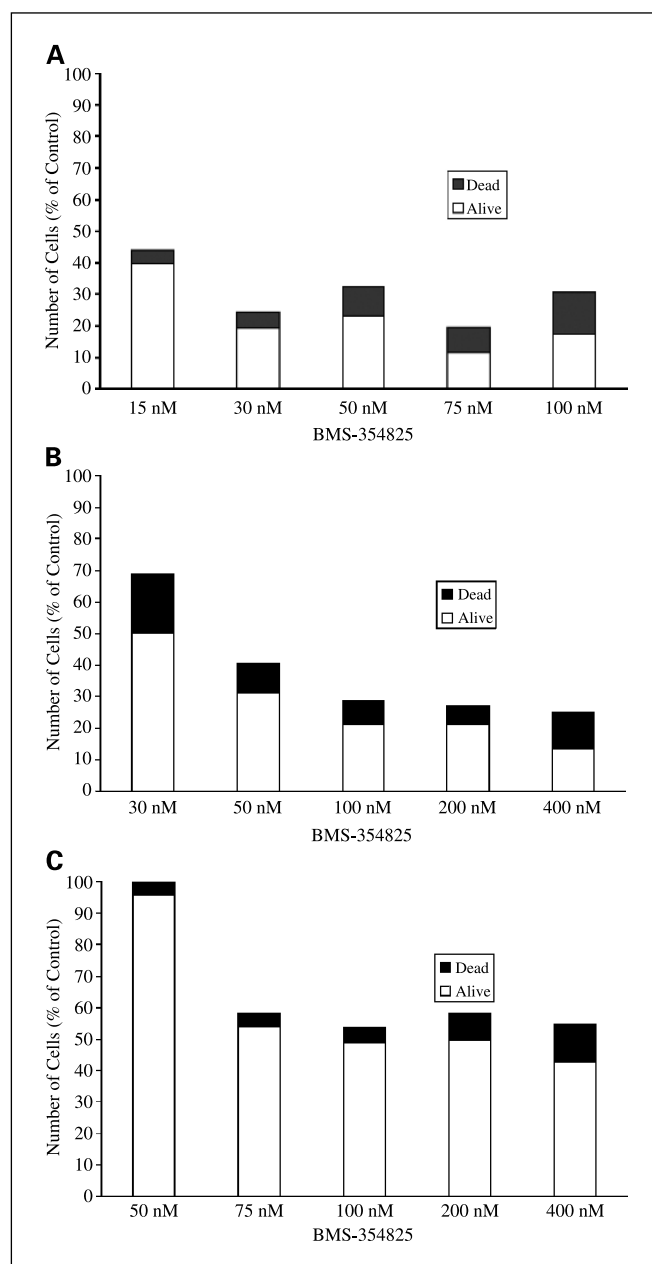 A
Number of Cells (% of Control)
100
90
80
70
60
50
40
30
20
10
0
Dead
Alive
15 nM 30 nM 50 nM 75 nM 100 nM
BMS-354825
B
Number of Cells (% of Control)
100
90
80
70
60
50
40
30
20
10
0
Dead
Alive
30 nM 50 nM 100 nM 200 nM 400 nM
BMS-354825
C
Number of Cells (% of Control)
100
90
80
70
60
50
40
30
20
10
0
Dead
Alive
50 nM 75 nM 100 nM 200 nM 400 nM
BMS-354825